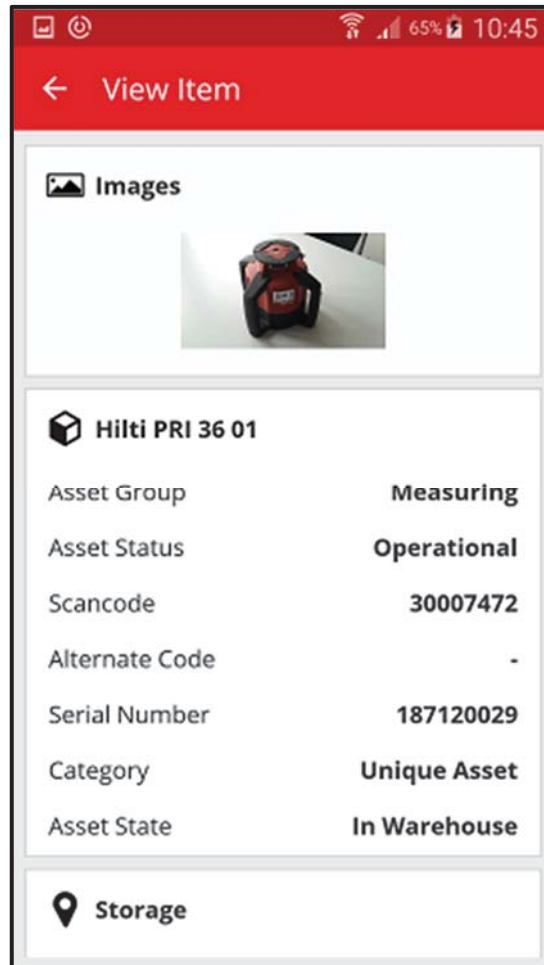 65% 10:45
View Item
Images
Hilti PRI 36 01
Asset Group Measuring
Asset Status Operational
Scancode 30007472
Alternate Code -
Serial Number 187120029
Category Unique Asset
Asset State In Warehouse
Storage